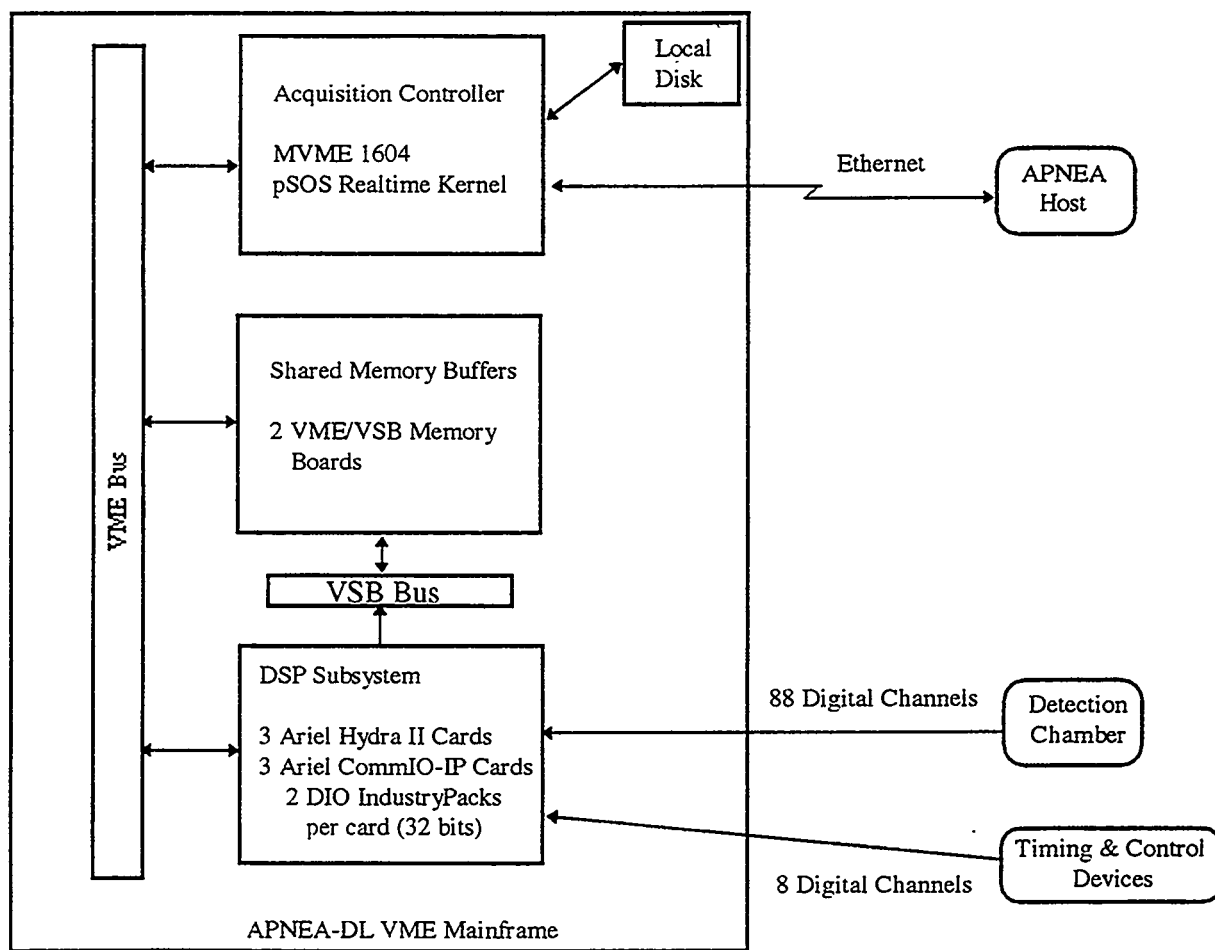 Local
Disk
Acquisition Controller
MVME 1604
pSOS Realtime Kernel
Ethernet
APNEA
Host
Shared Memory Buffers
2 VME/VSB Memory
Boards
VME Bus
VSB Bus
DSP Subsystem
3 Ariel Hydra II Cards
3 Ariel CommIO-IP Cards
2 DIO IndustryPacks
per card (32 bits)
88 Digital Channels
Detection
Chamber
8 Digital Channels
Timing & Control
Devices
APNEA-DL VME Mainframe